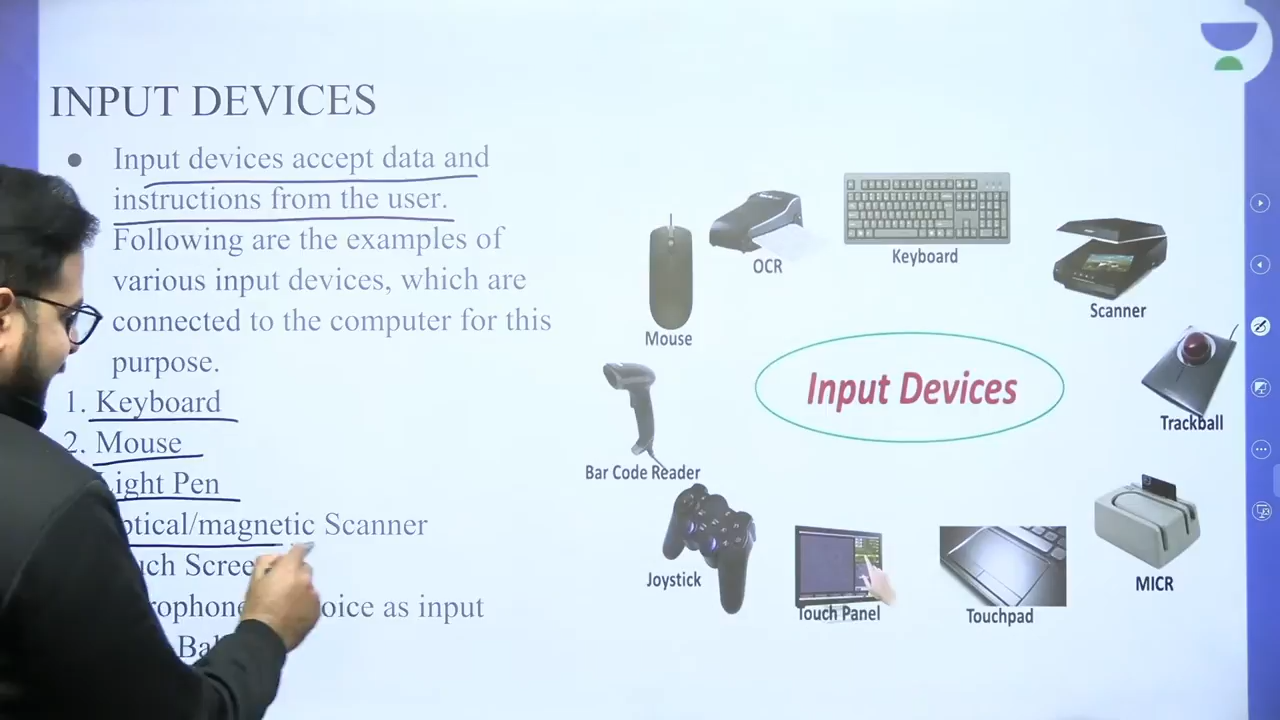 INPUT DEVICES
● Input devices accept data and
instructions from the user.
Following are the examples of
various input devices, which are
connected to the computer for this
purpose.
1. Keyboard
2. Mouse
Light Pen
ptical/magnetic Scanner
uch Scree
rophone oice as input
Ba
OCR
Keyboard
Mouse
Scanner
Input Devices
Trackball
Bar Code Reader
Joystick
Touch Panel
Touchpad
MICR